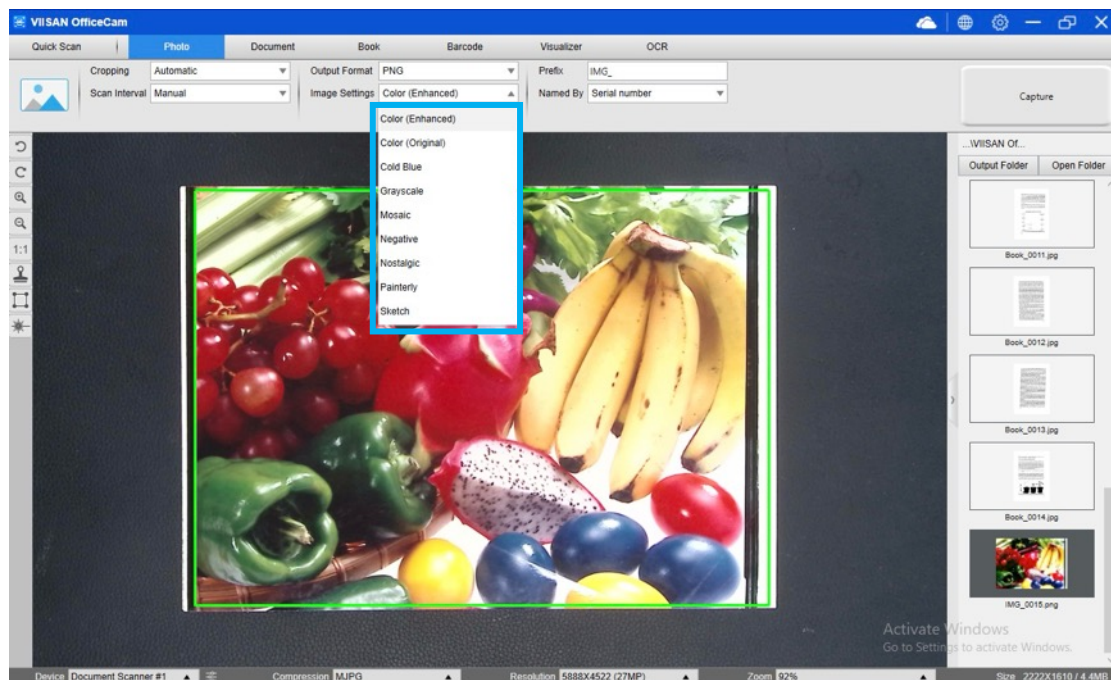 VIISAN OfficeCam
Quick Scan Photo Document Book Barcode Visualizer OCR
Cropping Automatic Output Format PNG Prefix IMG_
Scan Interval Manual Image Settings Color (Enhanced) Named By Serial number
Capture
Color (Enhanced)
Color (Original)
Cold Blue
Grayscale
Mosaic
Negative
Nostalgic
Painterly
Sketch
1:1
...\VIISAN Of...
Output Folder Open Folder
Book_0011.jpg
Book_0012.jpg
Book_0013.jpg
Book_0014.jpg
IMG_0015.png
Activate Windows
Go to Settings to activate Windows.
Device Document Scanner #1 Compression MJPG Resolution 5888X4522 (27MP) Zoom 92% Size 2222X1610 / 4.4MB